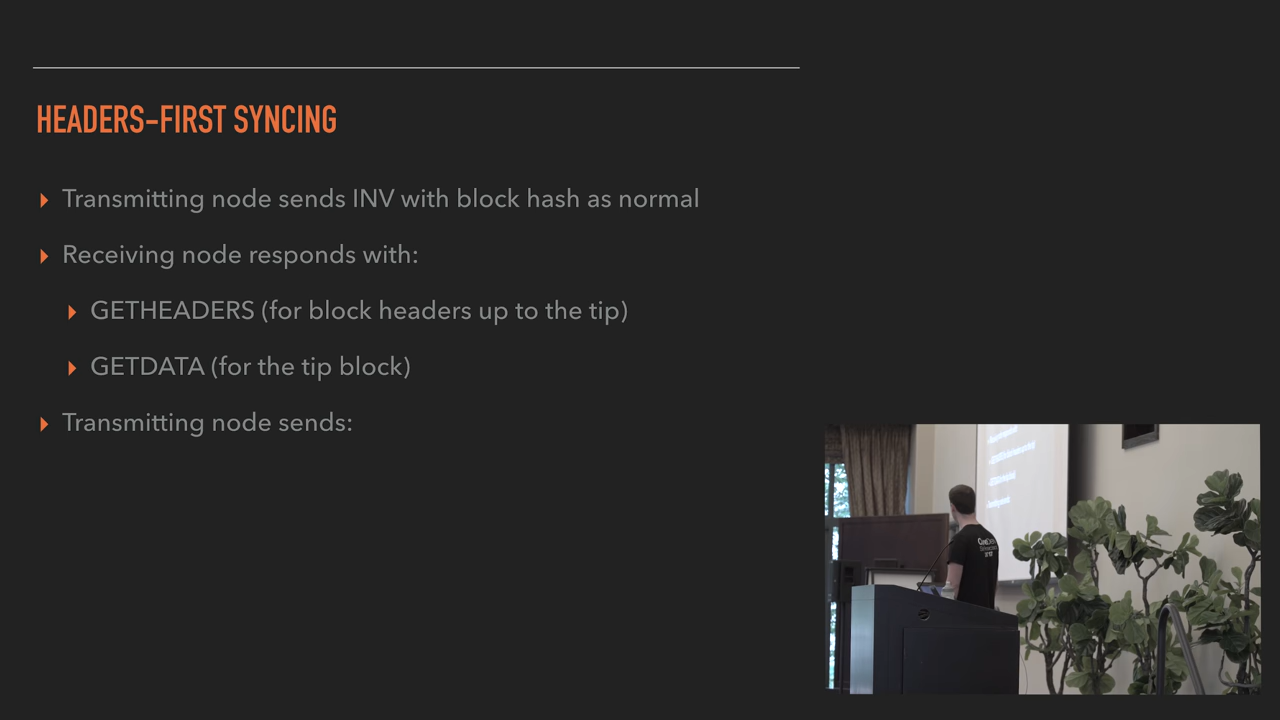 HEADERS-FIRST SYNCING
Transmitting node sends INV with block hash as normal
Receiving node responds with:
GETHEADERS (for block headers up to the tip)
GETDATA (for the tip block)
Transmitting node sends: